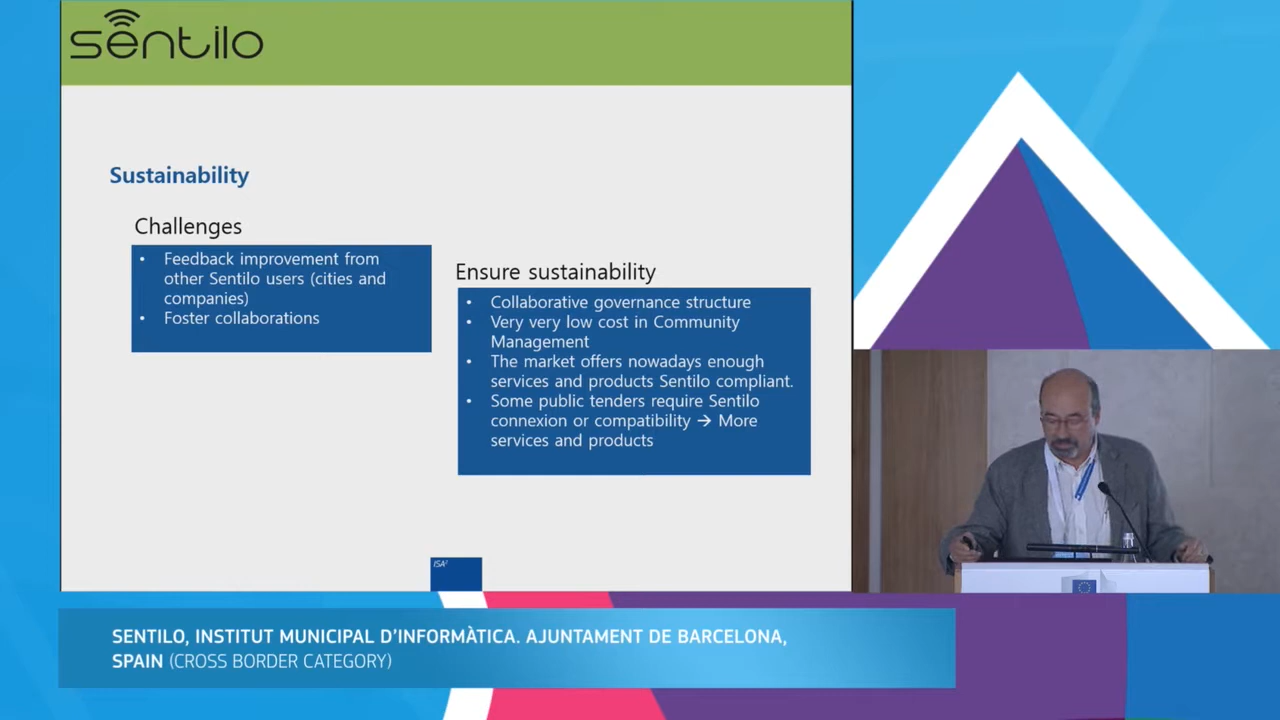 sentilo
Sustainability
Challenges
• Feedback improvement from
other Sentilo users (cities and
companies)
• Foster collaborations
Ensure sustainability
• Collaborative governance structure
• Very very low cost in Community
Management
• The market offers nowadays enough
services and products Sentilo compliant.
• Some public tenders require Sentilo
connexion or compatibility → More
services and products
ISA²
SENTILO, INSTITUT MUNICIPAL D'INFORMÀTICA. AJUNTAMENT DE BARCELONA,
SPAIN (CROSS BORDER CATEGORY)